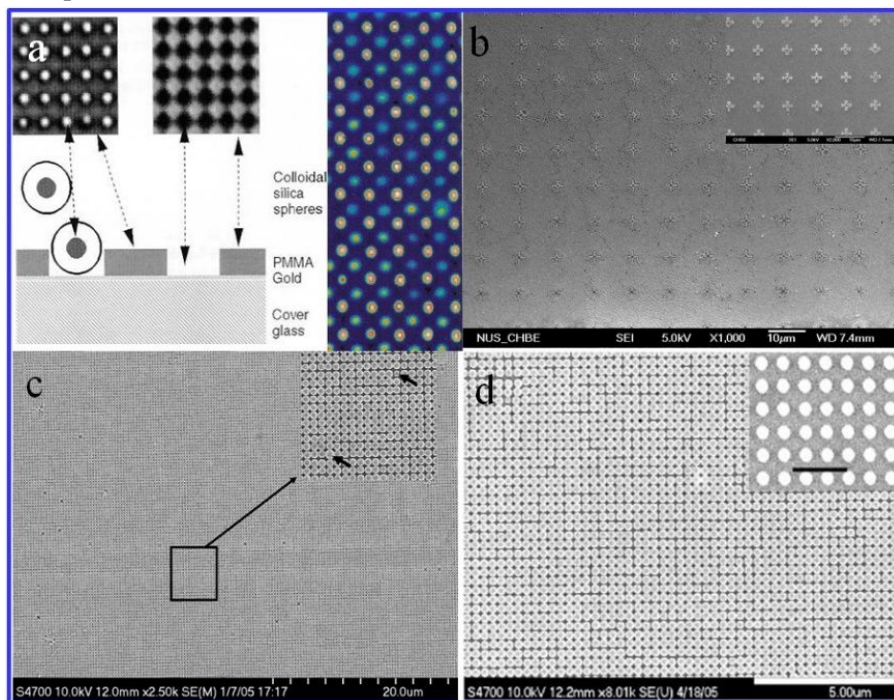 a
Colloidal
silica
spheres
PMMA
Gold
Cover
glass
b
NUS_CHBE SEI 5.0kV X1,000 10μm WD 7.4mm
c
S4700 10.0kV 12.0mm x2.50k SE(M) 1/7/05 17:17 20.0um
d
S4700 10.0kV 12.2mm x8.01k SE(U) 4/18/05 5.00um